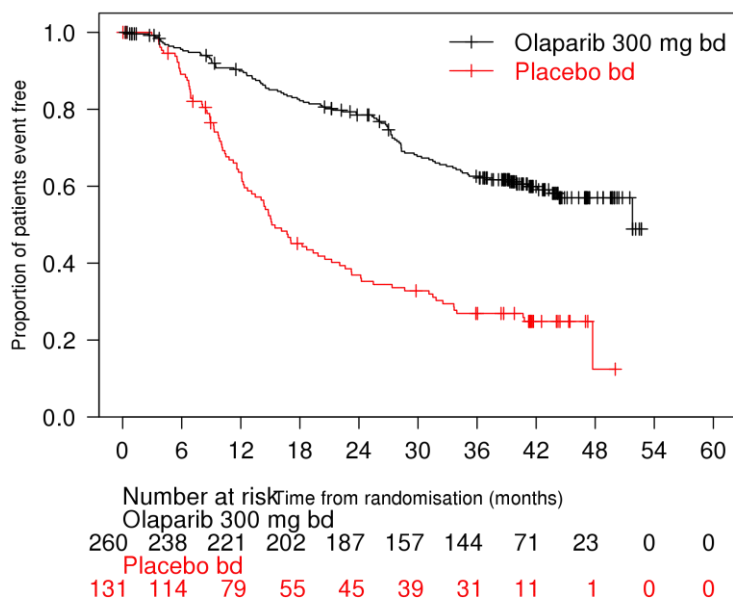 Olaparib 300 mg bd
Placebo bd
Proportion of patients event free
1.0
0.8
0.6
0.4
0.2
0.0
0 6 12 18 24 30 36 42 48 54 60
Time from randomisation (months)
Number at risk
Olaparib 300 mg bd
260 238 221 202 187 157 144 71 23 0 0
Placebo bd
131 114 79 55 45 39 31 11 1 0 0